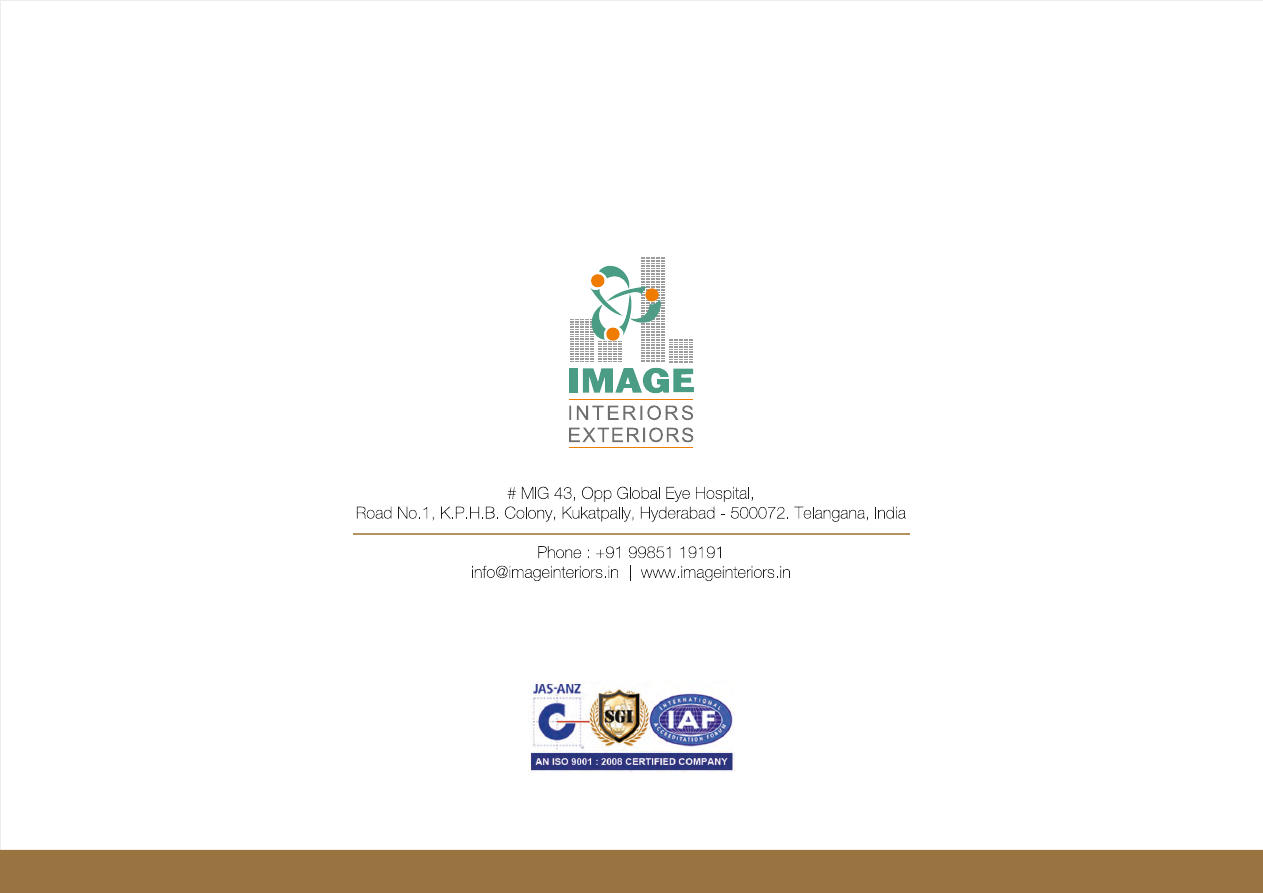 IMAGE
INTERIORS
EXTERIORS
# MIG 43, Opp Global Eye Hospital,
Road No.1, K.P.H.B. Colony, Kukatpally, Hyderabad - 500072. Telangana, India
Phone : +91 99851 19191
info@imageinteriors.in | www.imageinteriors.in
JAS-ANZ
SGI
INTERNATIONAL
IAF
ACCREDITATION FORUM
AN ISO 9001 : 2008 CERTIFIED COMPANY